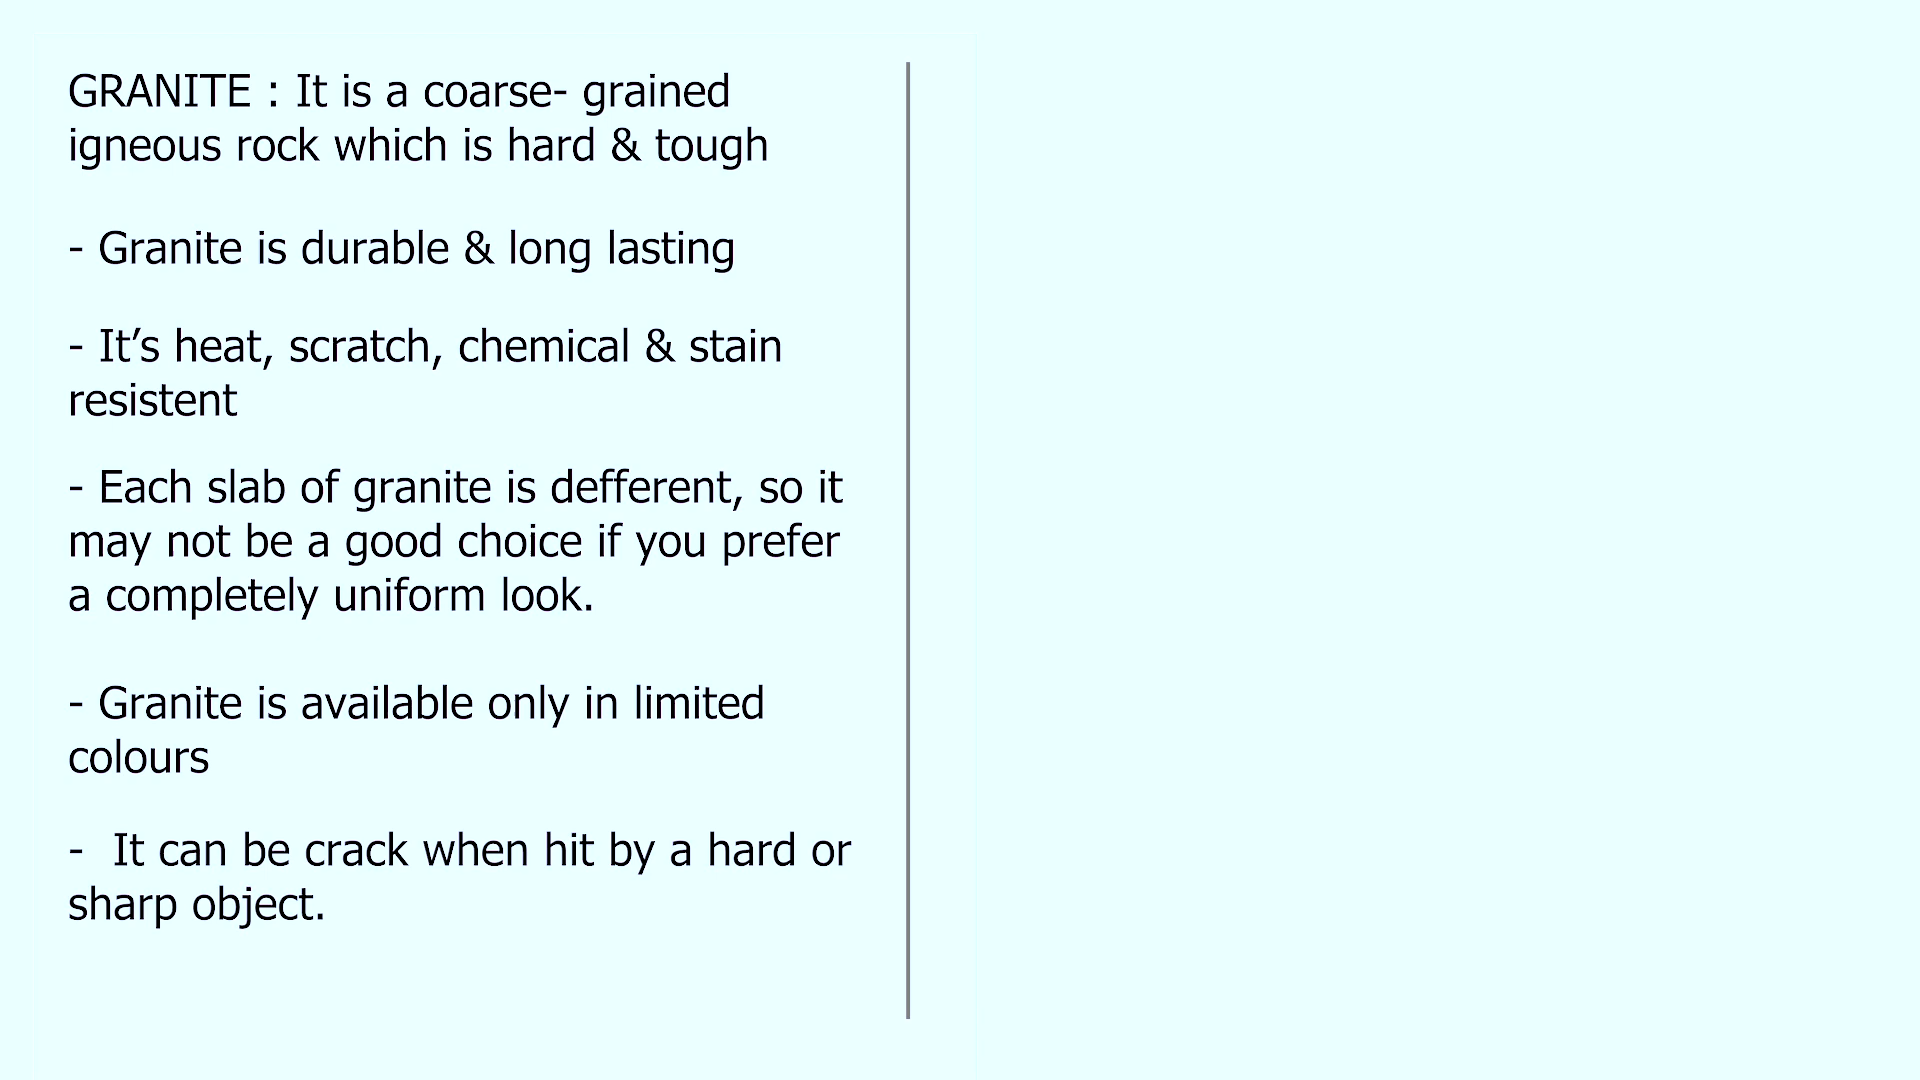 GRANITE : It is a coarse- grained
igneous rock which is hard & tough
- Granite is durable & long lasting
- It’s heat, scratch, chemical & stain
resistent
- Each slab of granite is defferent, so it
may not be a good choice if you prefer
a completely uniform look.
- Granite is available only in limited
colours
-  It can be crack when hit by a hard or
sharp object.